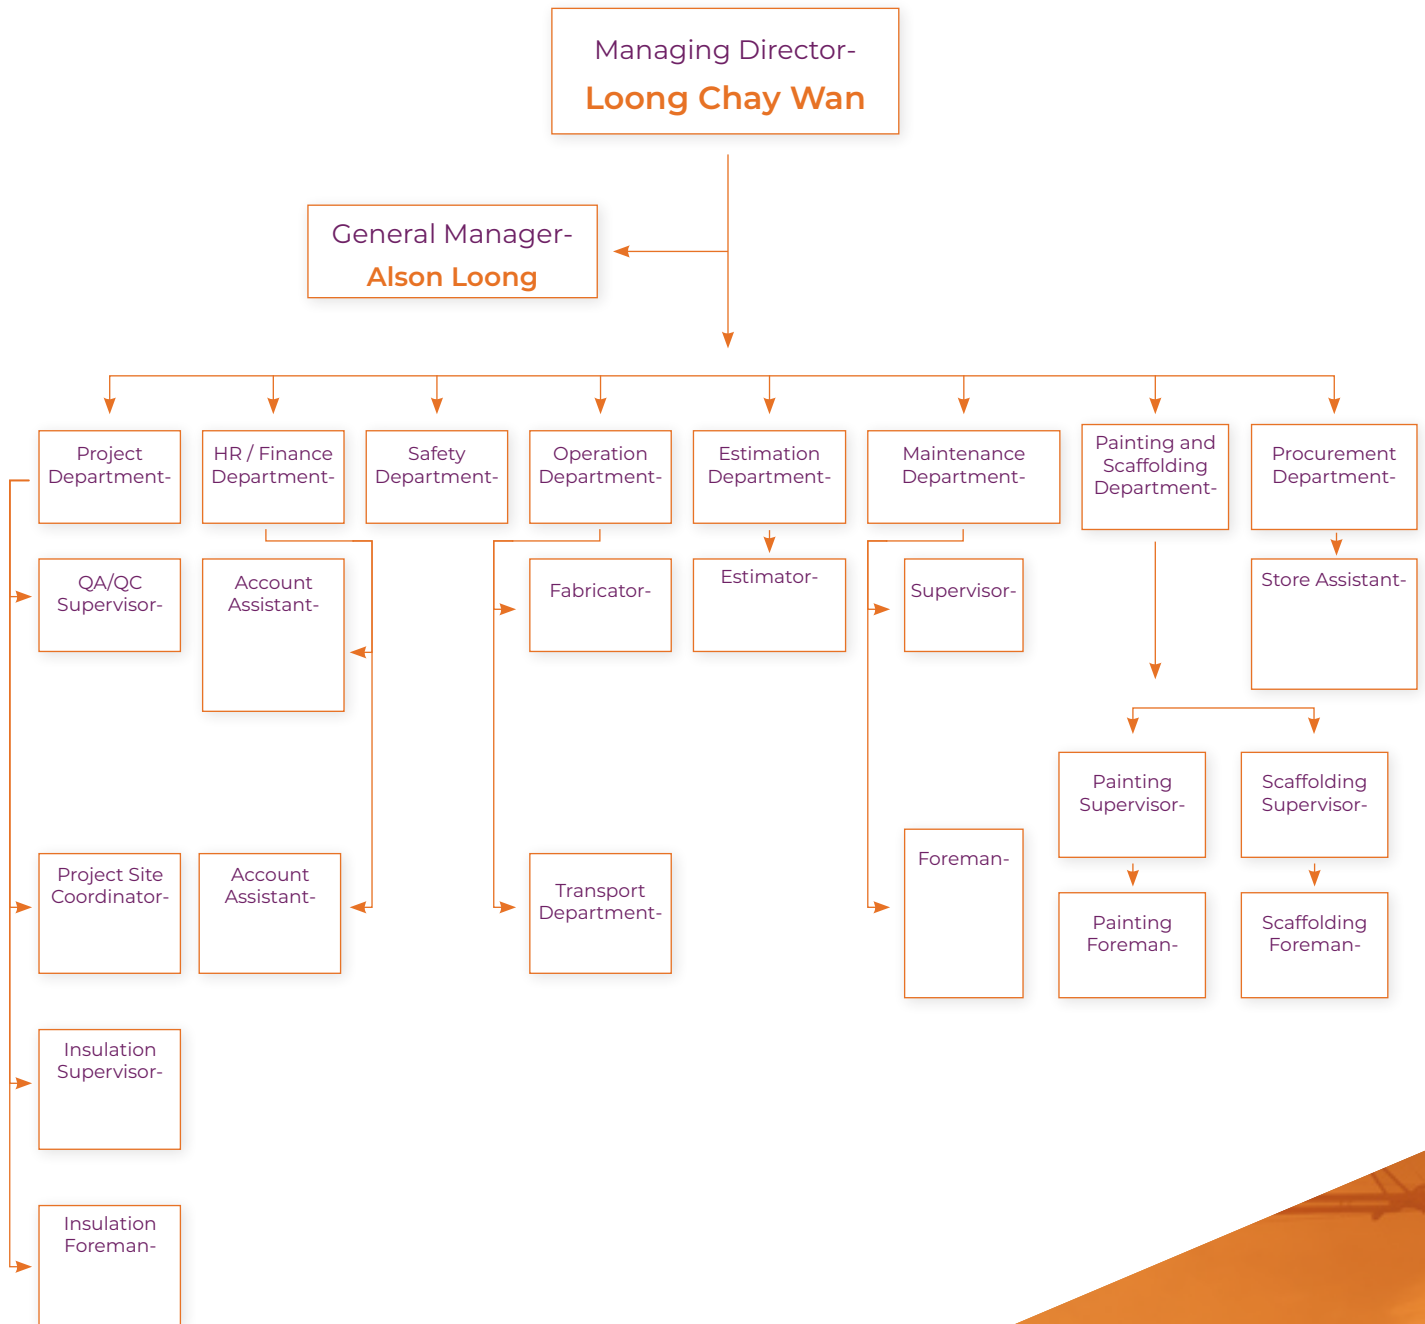 Managing Director-
Loong Chay Wan
General Manager-
Alson Loong
Project
Department-
HR / Finance
Department-
Safety
Department-
Operation
Department-
Estimation
Department-
Maintenance
Department-
Painting and
Scaffolding
Department-
Procurement
Department-
QA/QC
Supervisor-
Account
Assistant-
Fabricator-
Estimator-
Supervisor-
Store Assistant-
Painting
Supervisor-
Scaffolding
Supervisor-
Project Site
Coordinator-
Account
Assistant-
Transport
Department-
Foreman-
Painting
Foreman-
Scaffolding
Foreman-
Insulation
Supervisor-
Insulation
Foreman-